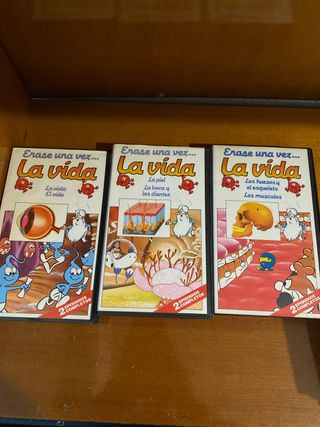 Erase una vez...
La vida
La vista
El oído
2 EPISODIOS
COMPLETOS
Erase una vez...
La vida
La piel
La boca y
los dientes
2 EPISODIOS
COMPLETOS
Erase una vez...
La vida
Los huesos y
el esqueleto
Los musculos
2 EPISODIOS
COMPLETOS